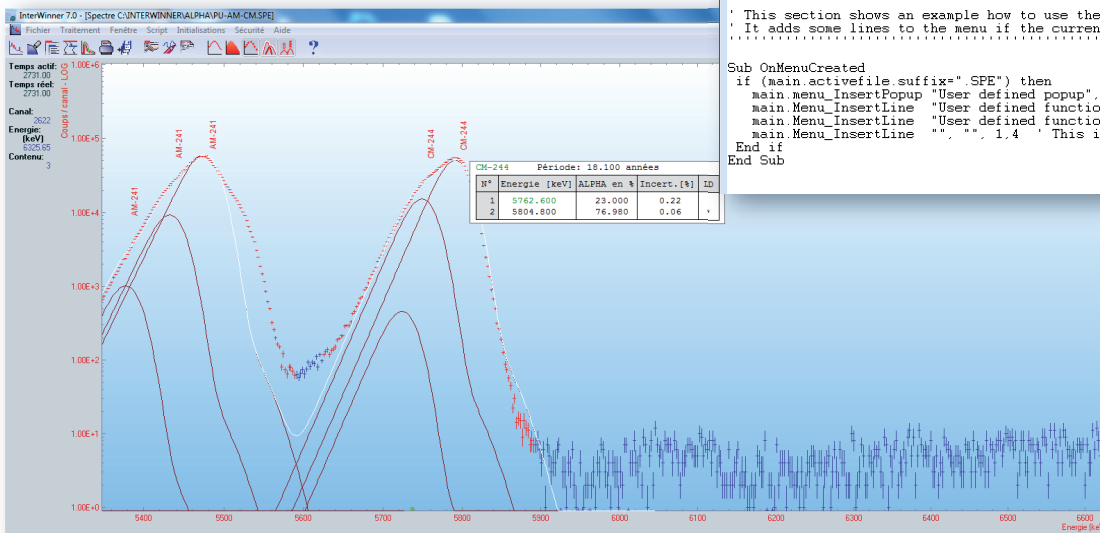 InterWinner 7.0 - [Spectre C:\INTERWINNER\ALPHA\PU-AM-CM.SPE]
Fichier Traitement Fenêtre Script Initialisations Sécurité Aide
Temps actif:
2731.00
Temps réel:
2731.00
Canal:
2622
Energie:
[keV]
6325.65
Contenu:
3
Coups / canal - LOG
1.00E+6
1.00E+5
1.00E+4
1.00E+3
1.00E+2
1.00E+1
1.00E+0
AM-241
AM-241
AM-241
CM-244
CM-244
CM-244 Période: 18.100 années
N° Energie [keV] ALPHA en % Incert.[%] ID
1 5762.600 23.000 0.22
2 5804.800 76.980 0.06 *
5400 5500 5600 5700 5800 5900 6000 6100 6200 6300 6400 6500 6600
Energie [keV
' This section shows an example how to use the
' It adds some lines to the menu if the curren
''''''''''''''''''''''''''''''''''''''''''''''
Sub OnMenuCreated
if (main.activefile.suffix=".SPE") then
main.menu_InsertPopup "User defined popup",
main.Menu_InsertLine "User defined functio
main.Menu_InsertLine "User defined functio
main.Menu_InsertLine "", "", 1,4 ' This i
End if
End Sub